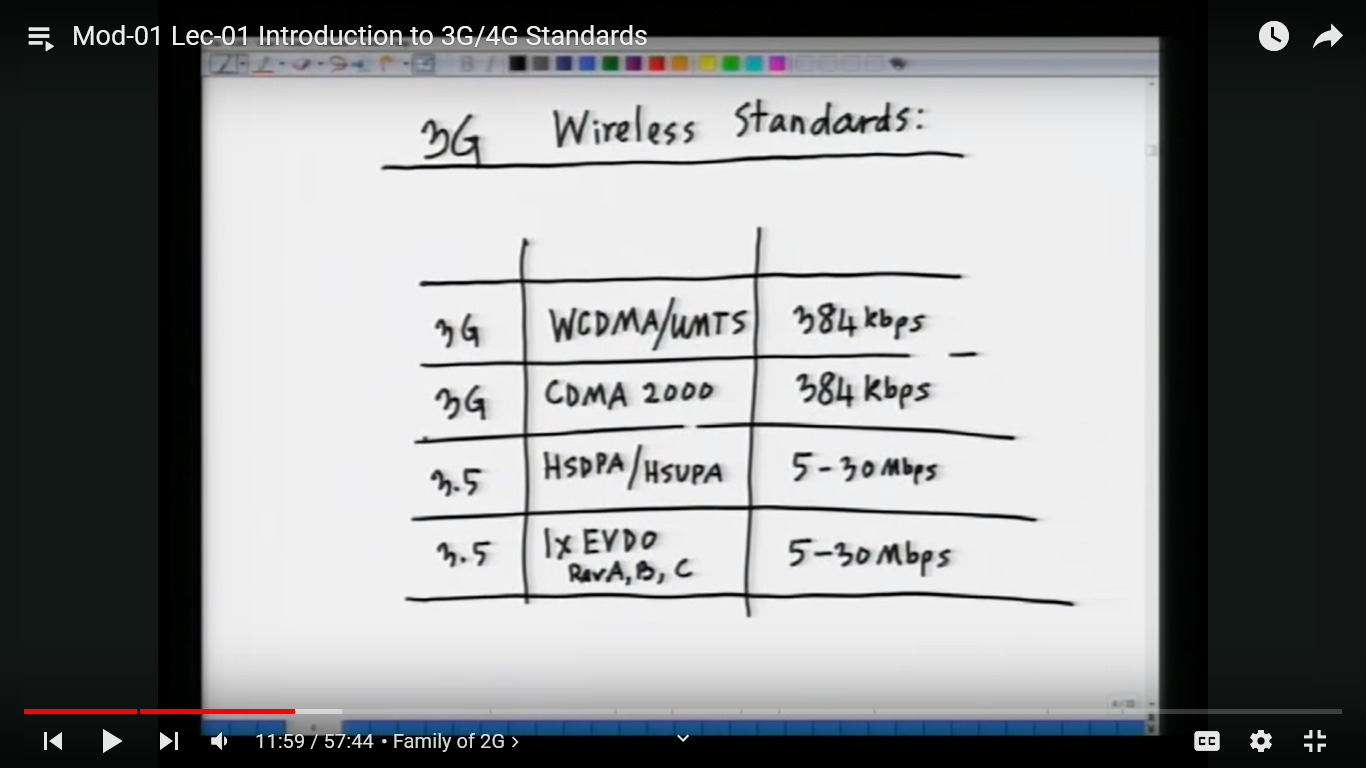 Mod-01 Lec-01 Introduction to 3G/4G Standards
3G Wireless Standards:
3G WCDMA/UMTS 384 kbps
3G CDMA 2000 384 kbps
3.5 HSDPA/HSUPA 5-30 Mbps
3.5 1x EVDO 5-30 Mbps
Rev A, B, C
11:59 / 57:44 • Family of 2G ›
CC